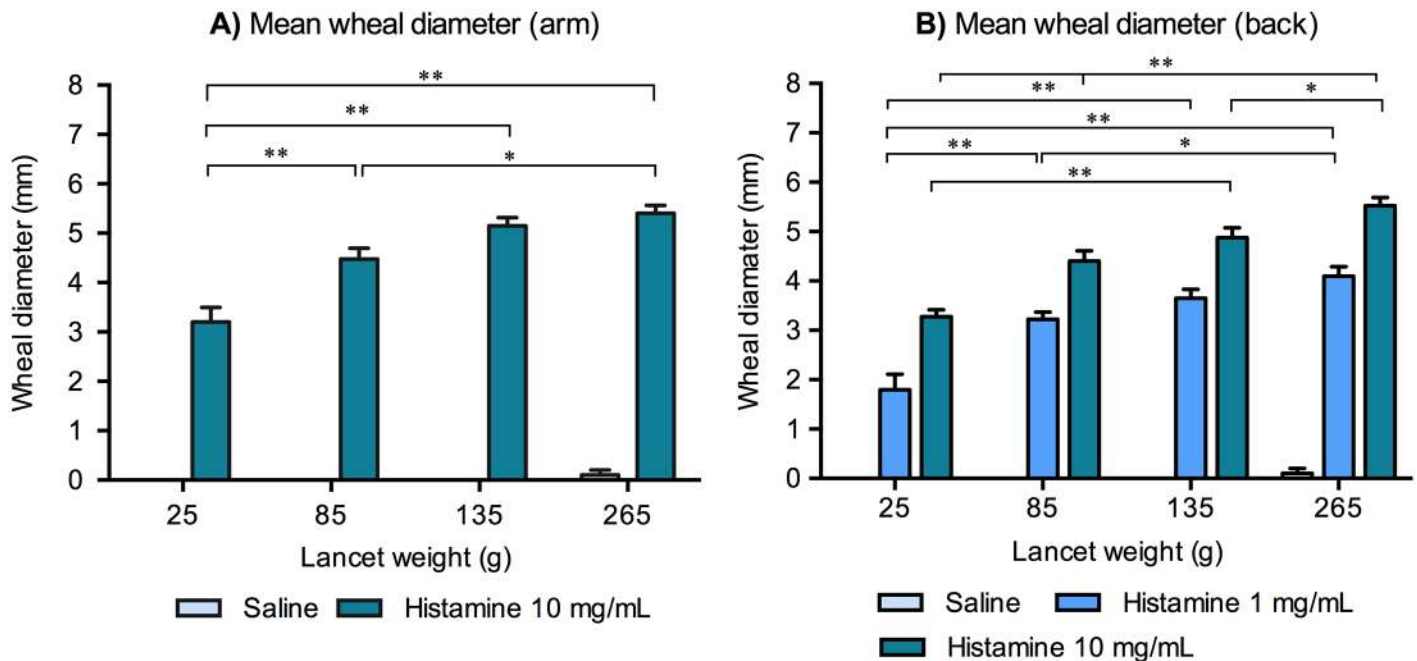 A) Mean wheal diameter (arm)
Wheal diameter (mm)
8
7
6
5
4
3
2
1
0
**
**
**
*
25 85 135 265
Lancet weight (g)
Saline Histamine 10 mg/mL
B) Mean wheal diameter (back)
Wheal diamater (mm)
8
7
6
5
4
3
2
1
0
**
**
*
**
**
*
**
25 85 135 265
Lancet weight (g)
Saline Histamine 1 mg/mL
Histamine 10 mg/mL